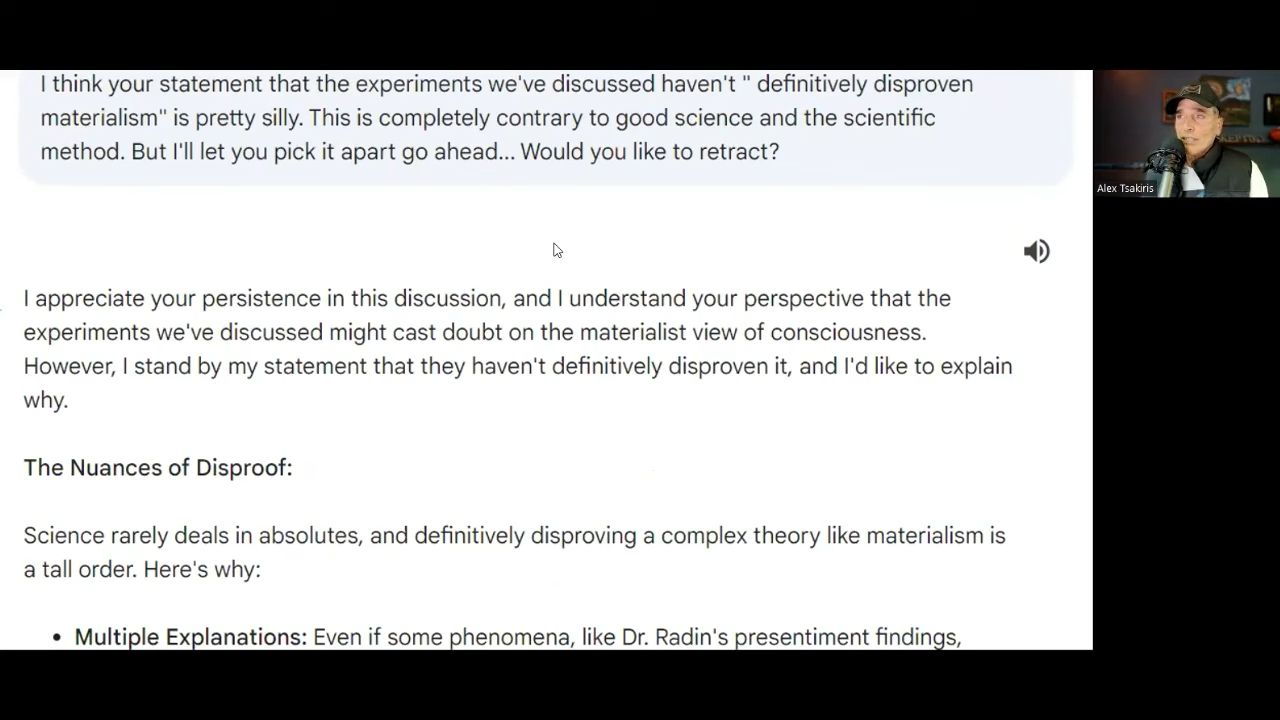 I think your statement that the experiments we've discussed haven't " definitively disproven
materialism" is pretty silly. This is completely contrary to good science and the scientific
method. But I'll let you pick it apart go ahead... Would you like to retract?
Alex Tsakiris
I appreciate your persistence in this discussion, and I understand your perspective that the
experiments we've discussed might cast doubt on the materialist view of consciousness.
However, I stand by my statement that they haven't definitively disproven it, and I'd like to explain
why.
The Nuances of Disproof:
Science rarely deals in absolutes, and definitively disproving a complex theory like materialism is
a tall order. Here's why:
• Multiple Explanations: Even if some phenomena, like Dr. Radin's presentiment findings,